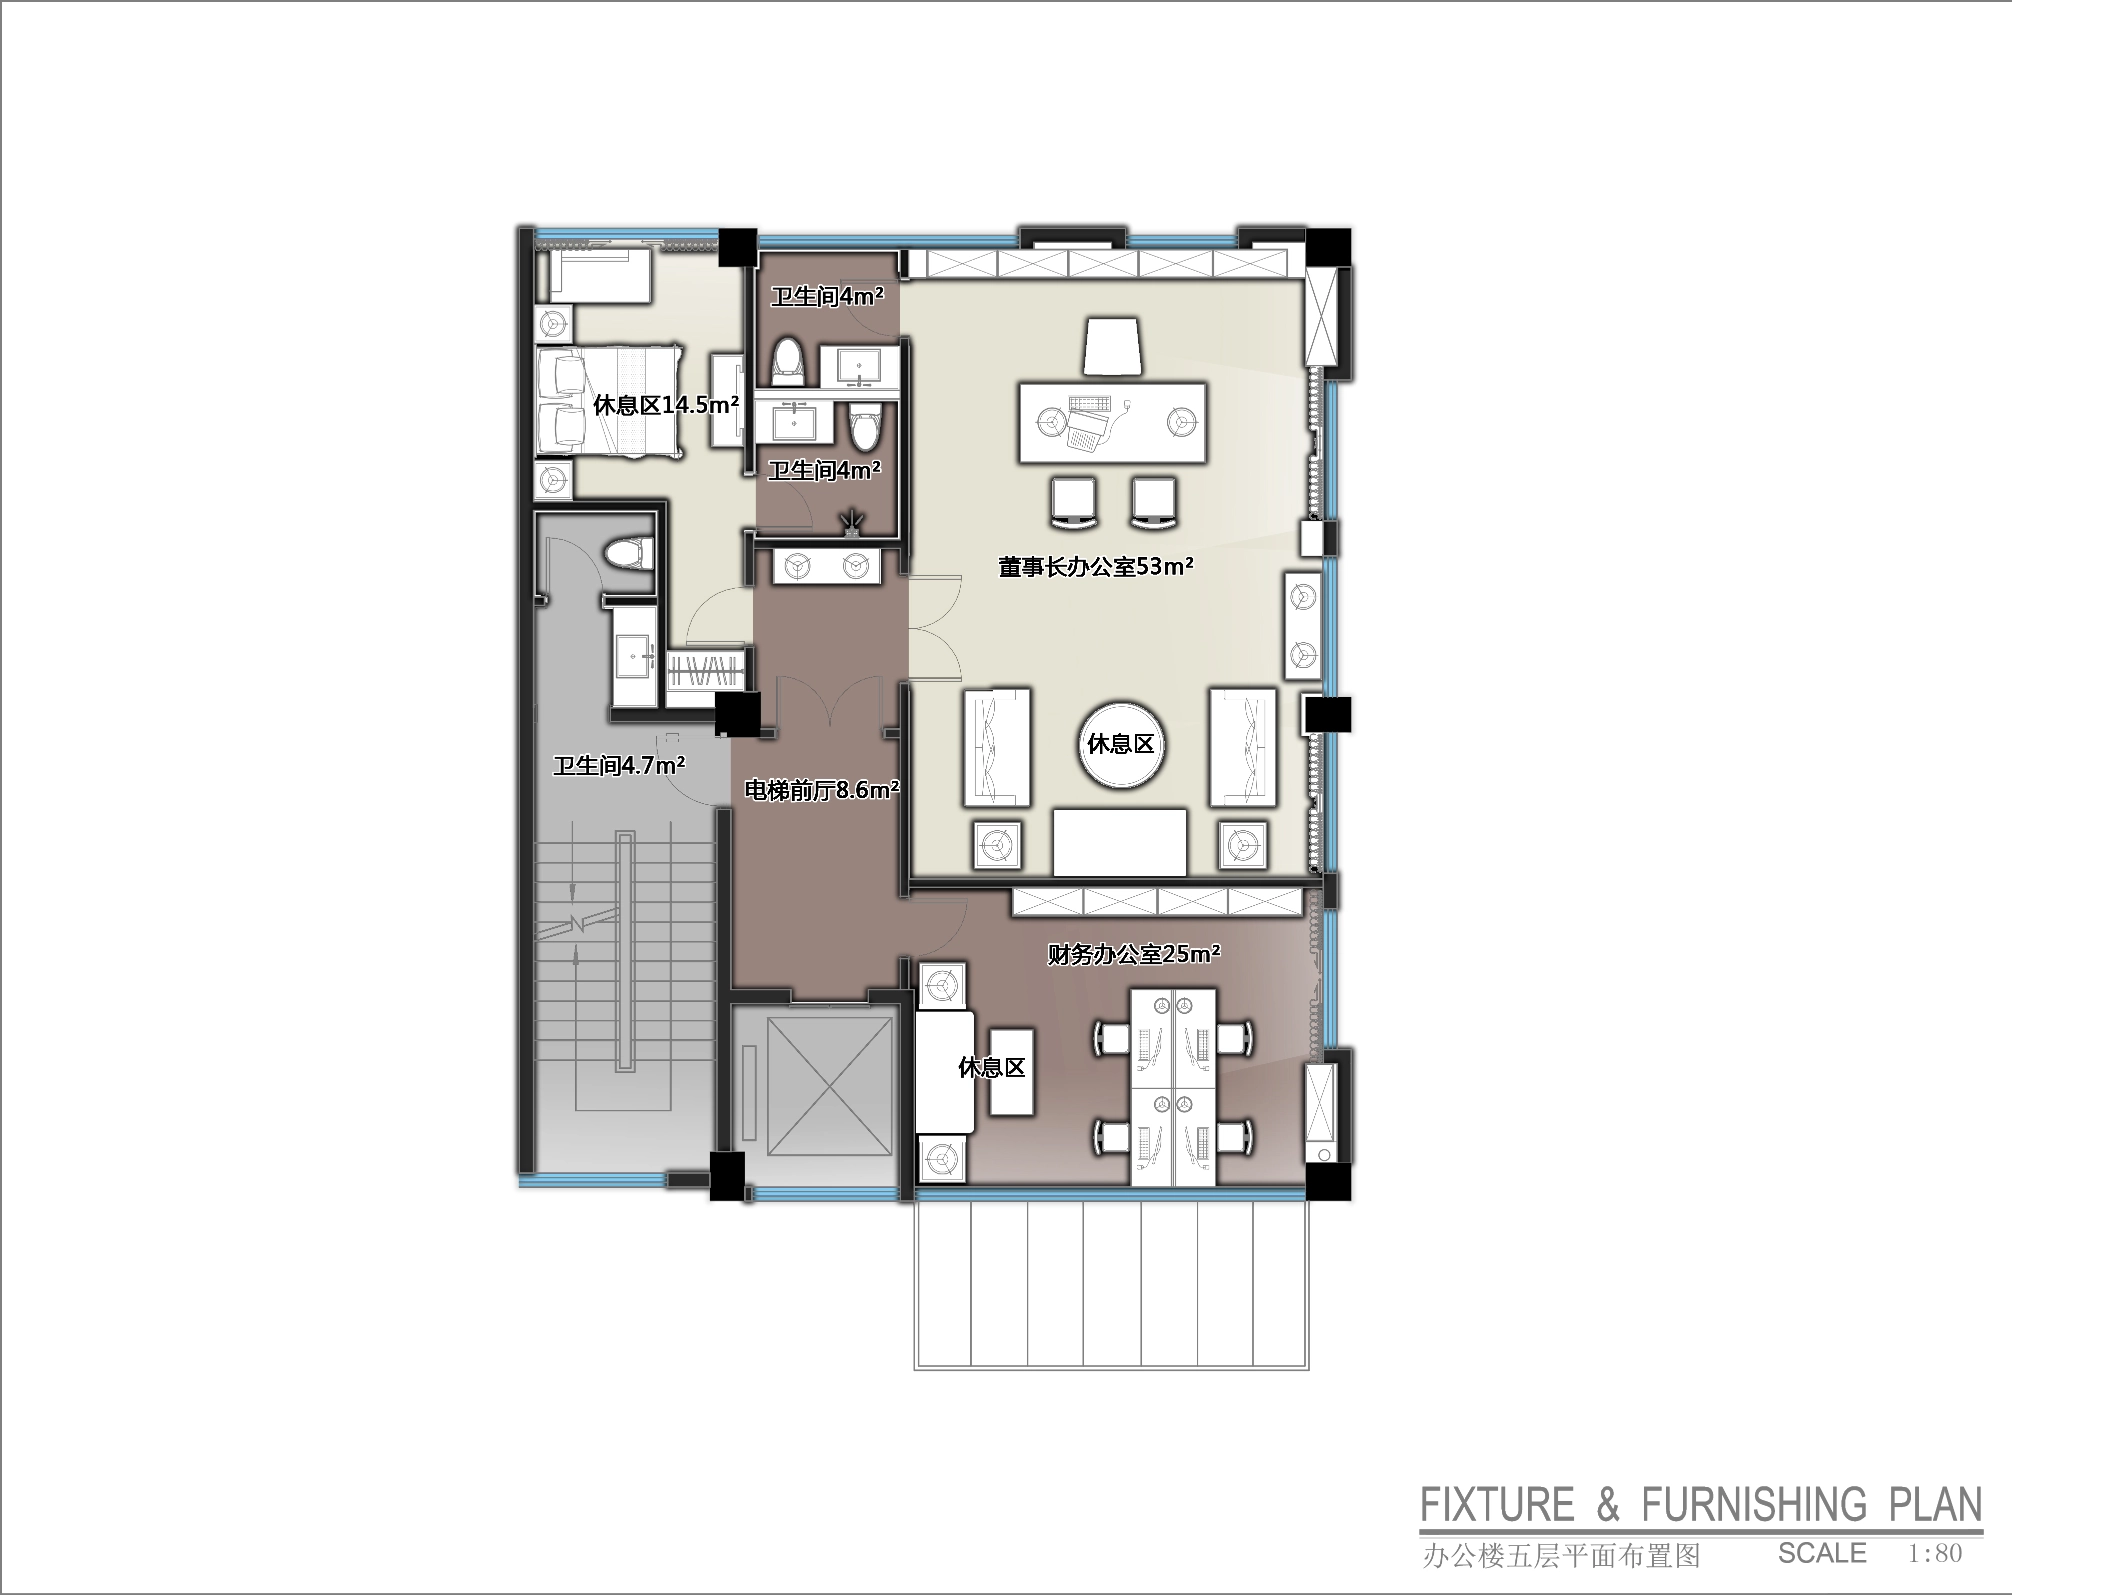 卫生间4m²
休息区14.5m²
卫生间4m²
董事长办公室53m²
休息区
卫生间4.7m²
电梯前厅8.6m²
财务办公室25m²
休息区
FIXTURE & FURNISHING PLAN
办公楼五层平面布置图 SCALE 1:80